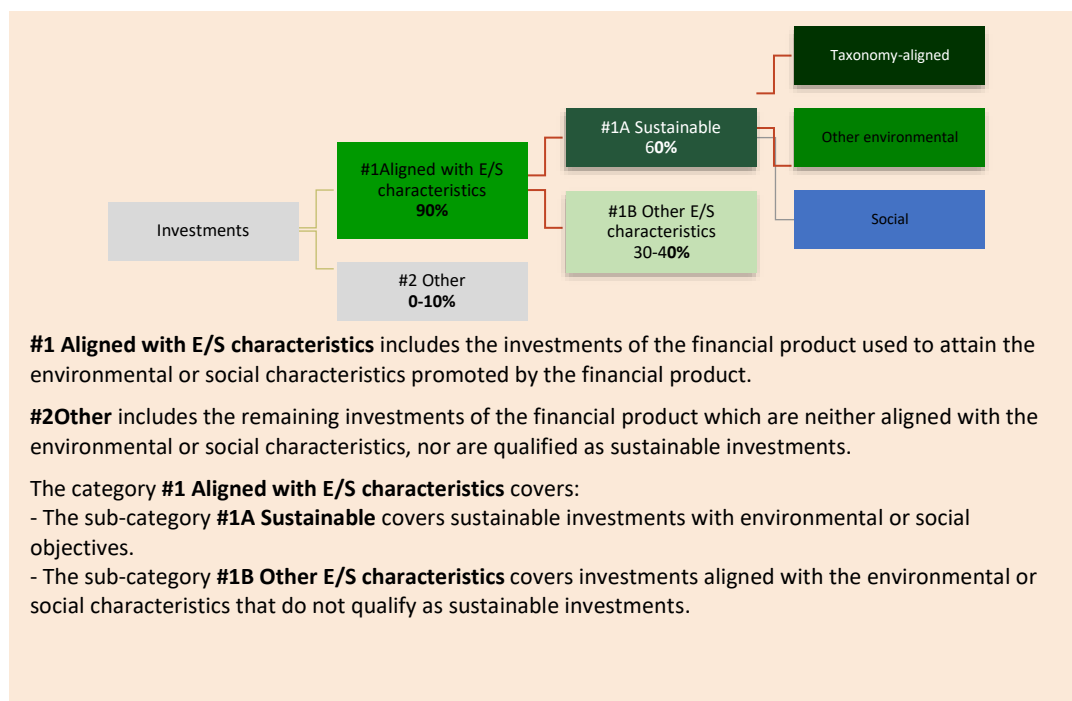 Taxonomy-aligned
#1A Sustainable
60%
Other environmental
#1Aligned with E/S
characteristics
90%
#1B Other E/S
characteristics
30-40%
Social
Investments
#2 Other
0-10%
#1 Aligned with E/S characteristics includes the investments of the financial product used to attain the
environmental or social characteristics promoted by the financial product.
#2Other includes the remaining investments of the financial product which are neither aligned with the
environmental or social characteristics, nor are qualified as sustainable investments.
The category #1 Aligned with E/S characteristics covers:
- The sub-category #1A Sustainable covers sustainable investments with environmental or social
objectives.
- The sub-category #1B Other E/S characteristics covers investments aligned with the environmental or
social characteristics that do not qualify as sustainable investments.